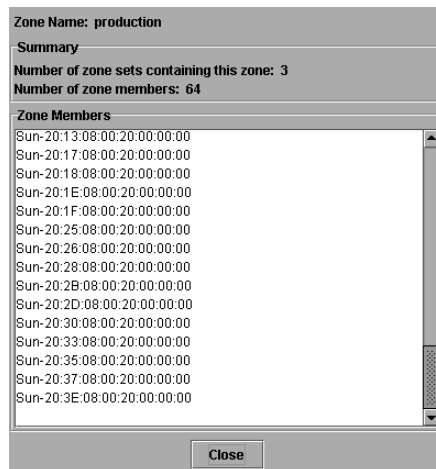 Zone Name: production
Summary
Number of zone sets containing this zone: 3
Number of zone members: 64
Zone Members
Sun-20:13:08:00:20:00:00:00
Sun-20:17:08:00:20:00:00:00
Sun-20:18:08:00:20:00:00:00
Sun-20:1E:08:00:20:00:00:00
Sun-20:1F:08:00:20:00:00:00
Sun-20:25:08:00:20:00:00:00
Sun-20:26:08:00:20:00:00:00
Sun-20:28:08:00:20:00:00:00
Sun-20:2B:08:00:20:00:00:00
Sun-20:2D:08:00:20:00:00:00
Sun-20:30:08:00:20:00:00:00
Sun-20:33:08:00:20:00:00:00
Sun-20:35:08:00:20:00:00:00
Sun-20:37:08:00:20:00:00:00
Sun-20:3E:08:00:20:00:00:00
Close